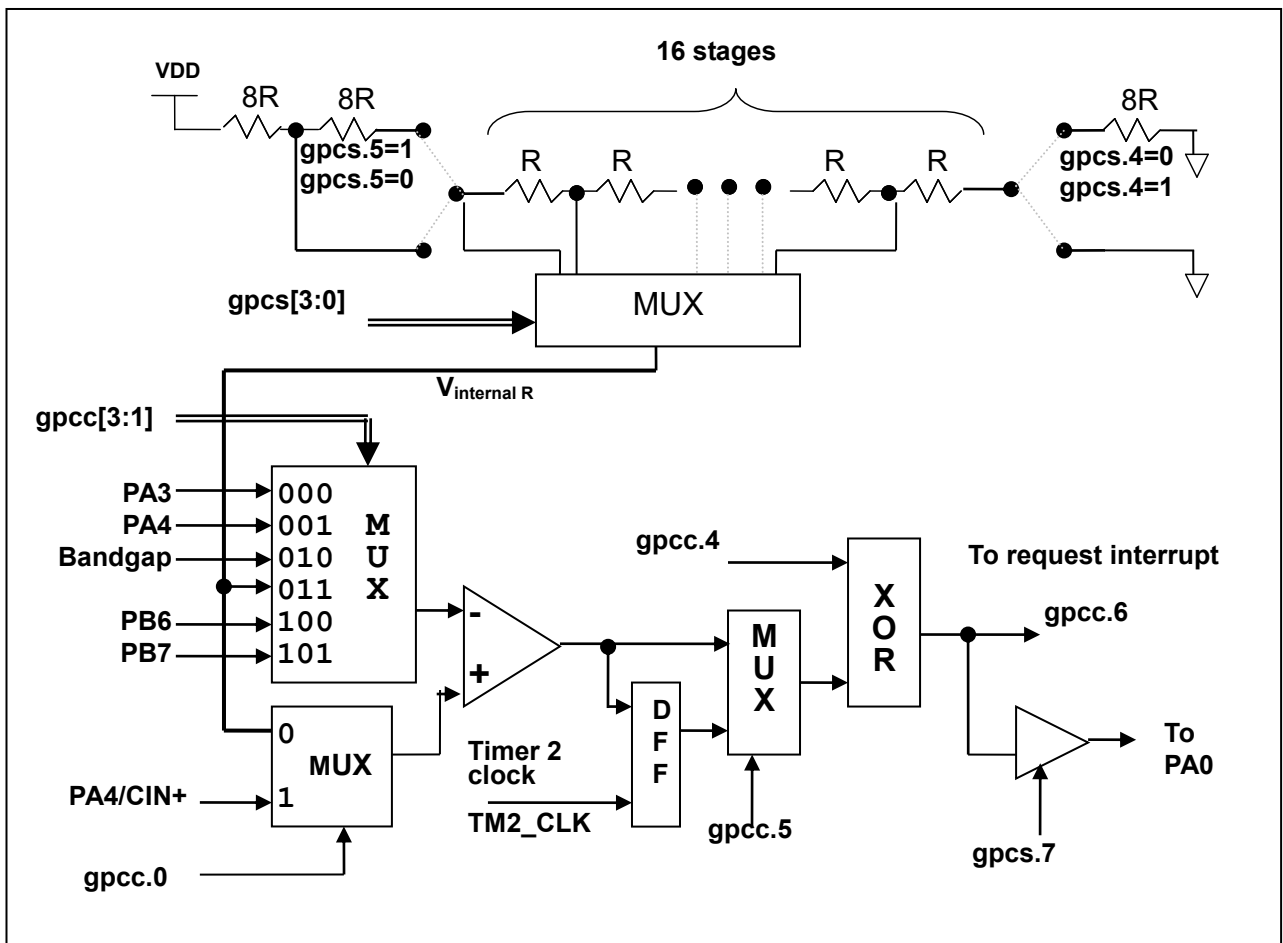 16 stages
VDD
8R
8R
8R
gpcs.5=1
gpcs.5=0
R
R
R
R
gpcs.4=0
gpcs.4=1
gpcs[3:0]
MUX
Vinternal R
gpcc[3:1]
PA3
PA4
Bandgap
PB6
PB7
000
001
010
011
100
101
M
U
X
-
+
gpcc.4
To request interrupt
gpcc.6
X
O
R
M
U
X
D
F
F
0
1
MUX
PA4/CIN+
gpcc.0
Timer 2
clock
TM2_CLK
gpcc.5
To
PA0
gpcs.7